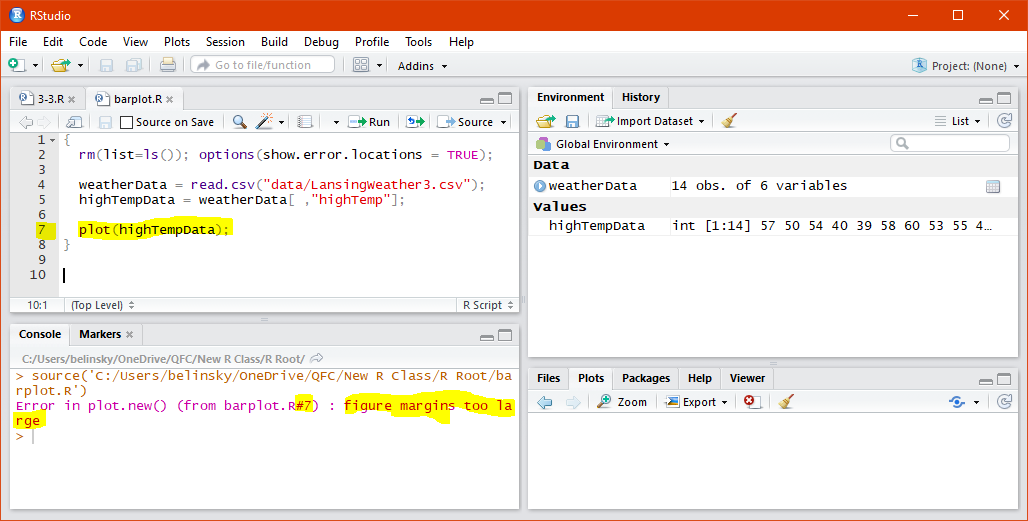 RStudio
File Edit Code View Plots Session Build Debug Profile Tools Help
Go to file/function Addins Project: (None)
3-3.R barplot.R
Source on Save Run Source
1 {
2 rm(list=ls()); options(show.error.locations = TRUE);
3
4 weatherData = read.csv("data/LansingWeather3.csv");
5 highTempData = weatherData[ ,"highTemp"];
6
7 plot(highTempData);
8 }
9
10
10:1 (Top Level) R Script
Console Markers
C:/Users/belinsky/OneDrive/QFC/New R Class/R Root/
> source('C:/Users/belinsky/OneDrive/QFC/New R Class/R Root/ba
rplot.R')
Error in plot.new() (from barplot.R#7) : figure margins too la
rge
>
Environment History
Import Dataset List
Global Environment
Data
weatherData 14 obs. of 6 variables
Values
highTempData int [1:14] 57 50 54 40 39 58 60 53 55 4...
Files Plots Packages Help Viewer
Zoom Export